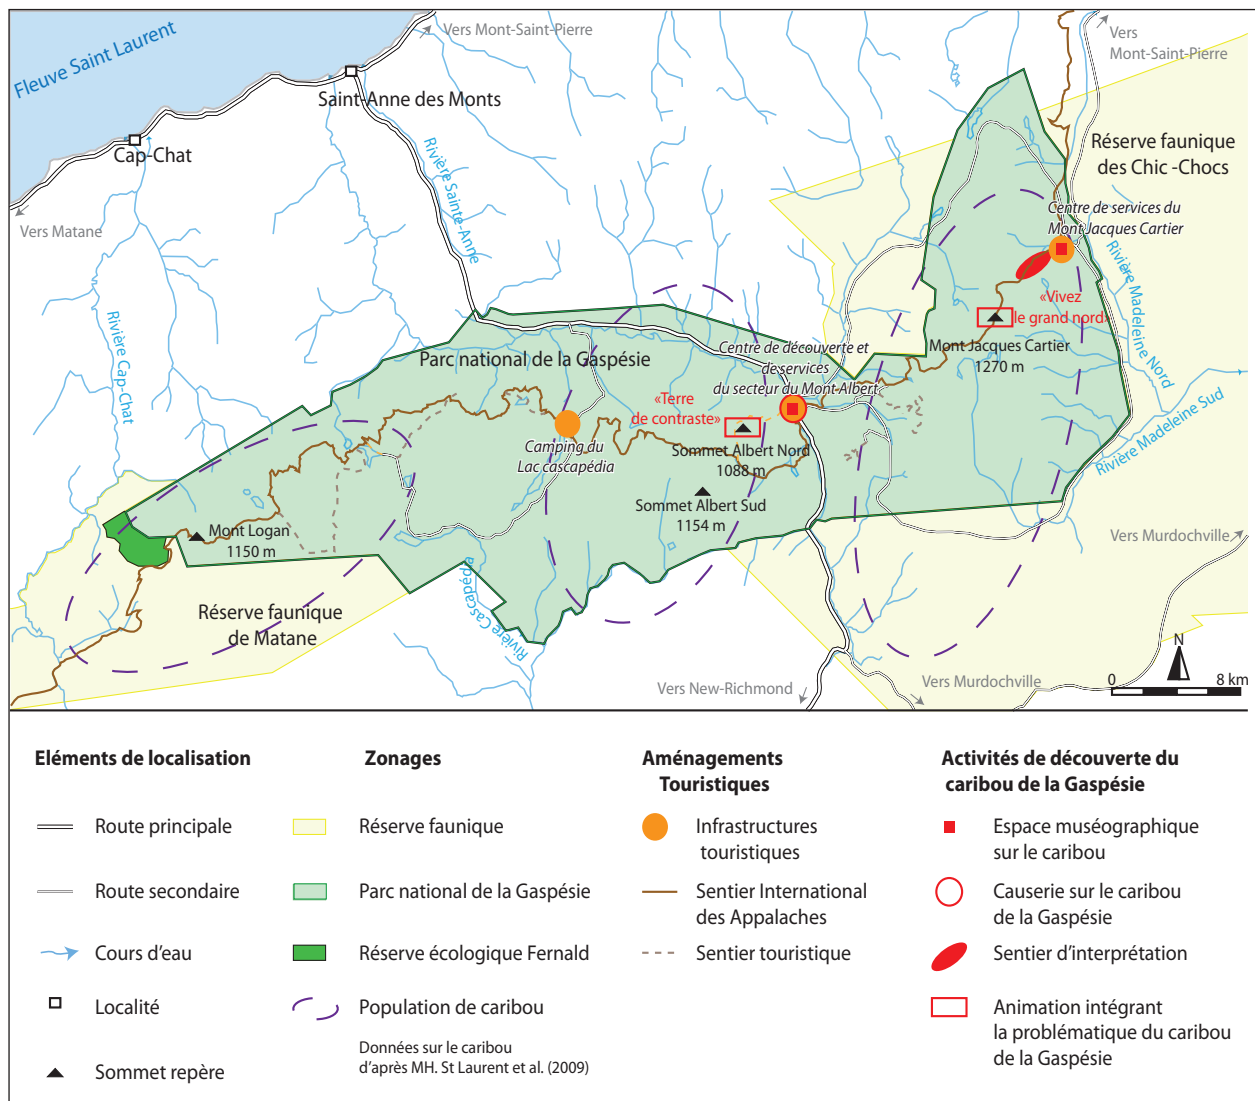 Vers Mont-Saint-Pierre
Vers
Mont-Saint-Pierre
Fleuve Saint Laurent
Saint-Anne des Monts
Cap-Chat
Rivière Sainte-Anne
Réserve faunique
des Chic -Chocs
Vers Matane
Centre de services du
Mont Jacques Cartier
Rivière Cap-Chat
Rivière Madeleine Nord
«Vivez
le grand nord»
Mont Jacques Cartier
1270 m
Parc national de la Gaspésie
Centre de découverte et
de services
du secteur du Mont Albert
«Terre
de contraste»
Rivière Madeleine Sud
Camping du
Lac cascapédia
Sommet Albert Nord
1088 m
Sommet Albert Sud
1154 m
Mont Logan
1150 m
Vers Murdochville
Rivière Cascapédia
Réserve faunique
de Matane
N
0 8 km
Vers New-Richmond
Vers Murdochville
Eléments de localisation
Route principale
Route secondaire
Cours d'eau
Localité
Sommet repère
Zonages
Réserve faunique
Parc national de la Gaspésie
Réserve écologique Fernald
Population de caribou
Données sur le caribou
d'après MH. St Laurent et al. (2009)
Aménagements
Touristiques
Infrastructures
touristiques
Sentier International
des Appalaches
Sentier touristique
Activités de découverte du
caribou de la Gaspésie
Espace muséographique
sur le caribou
Causerie sur le caribou
de la Gaspésie
Sentier d'interprétation
Animation intégrant
la problématique du caribou
de la Gaspésie